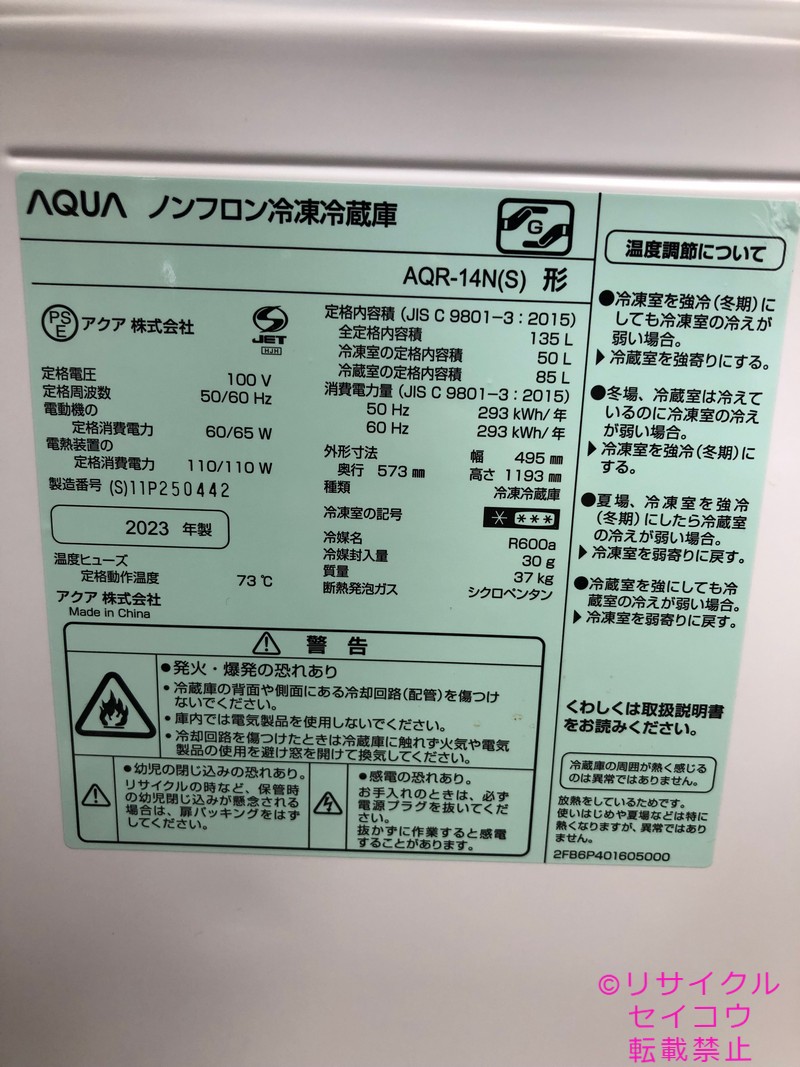 AQUA ノンフロン冷凍冷蔵庫
G
AQR-14N(S) 形
PS
E
アクア 株式会社
JET
HJH
定格電圧 100 V
定格周波数 50/60 Hz
電動機の
定格消費電力 60/65 W
電熱装置の
定格消費電力 110/110 W
製造番号 (S)11P250442
2023 年製
温度ヒューズ
定格動作温度 73 ℃
アクア 株式会社
Made in China
定格内容積 (JIS C 9801-3 : 2015)
全定格内容積 135 L
冷凍室の定格内容積 50 L
冷蔵室の定格内容積 85 L
消費電力量 (JIS C 9801-3 : 2015)
50 Hz 293 kWh/年
60 Hz 293 kWh/年
外形寸法 幅 495 ㎜
奥行 573 ㎜ 高さ 1193 ㎜
種類 冷凍冷蔵庫
冷凍室の記号
冷媒名 R600a
冷媒封入量 30 g
質量 37 kg
断熱発泡ガス シクロペンタン
警 告
●発火・爆発の恐れあり
・冷蔵庫の背面や側面にある冷却回路(配管)を傷つけ
ないでください。
・庫内では電気製品を使用しないでください。
・冷却回路を傷つけたときは冷蔵庫に触れず火気や電気
製品の使用を避け窓を開けて換気してください。
●幼児の閉じ込みの恐れあり。
リサイクルの時など、保管時
の幼児閉じ込みが懸念される
場合は、扉パッキングをはず
してください。
●感電の恐れあり。
お手入れのときは、必ず
電源プラグを抜いてくだ
さい。
抜かずに作業すると感電
することがあります。
温度調節について
●冷凍室を強冷(冬期)に
しても冷凍室の冷えが
弱い場合。
▶冷蔵室を強寄りにする。
●冬場、冷蔵室は冷えて
いるのに冷凍室の冷え
が弱い場合。
▶冷凍室を強冷(冬期)に
する。
●夏場、冷凍室を強冷
(冬期)にしたら冷蔵室
の冷えが弱い場合。
▶冷凍室を弱寄りに戻す。
●冷蔵室を強にしても冷
蔵室の冷えが弱い場合。
▶冷凍室を弱寄りに戻す。
くわしくは取扱説明書
をお読みください。
冷蔵庫の周囲が熱く感じる
のは異常ではありません。
放熱をしているためです。
使いはじめや夏場などは特に
熱くなりますが、異常ではあり
ません。
2FB6P401605000
©リサイクル
セイコウ
転載禁止